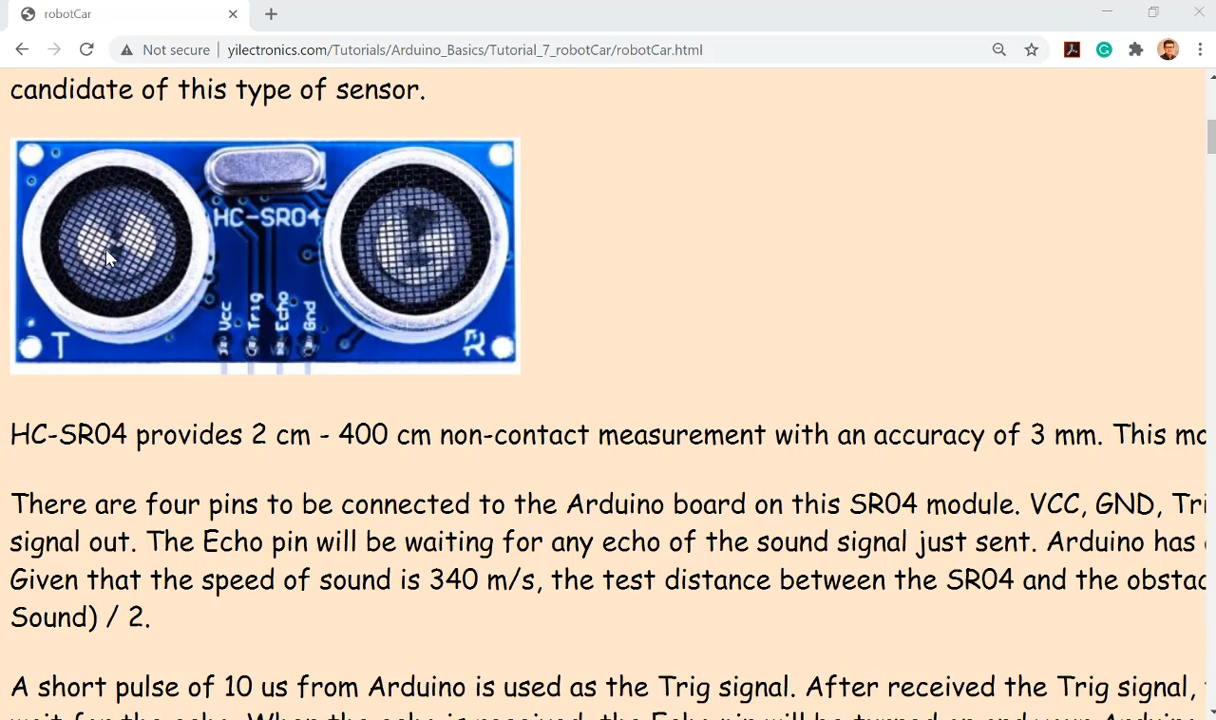 robotCar
Not secure yilectronics.com/Tutorials/Arduino_Basics/Tutorial_7_robotCar/robotCar.html
candidate of this type of sensor.
HC-SR04
Vcc Trig Echo Gnd
T R
HC-SR04 provides 2 cm - 400 cm non-contact measurement with an accuracy of 3 mm. This
There are four pins to be connected to the Arduino board on this SR04 module. VCC, GND,
signal out. The Echo pin will be waiting for any echo of the sound signal just sent. Arduino has
Given that the speed of sound is 340 m/s, the test distance between the SR04 and the
Sound) / 2.
A short pulse of 10 us from Arduino is used as the Trig signal. After received the Trig signal,